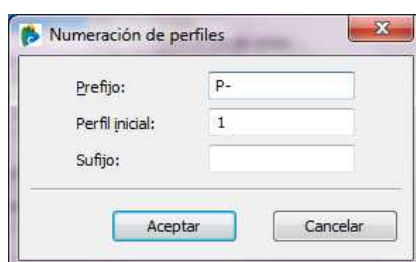 Numeración de perfiles
Prefijo: P-
Perfil inicial: 1
Sufijo:
Aceptar Cancelar